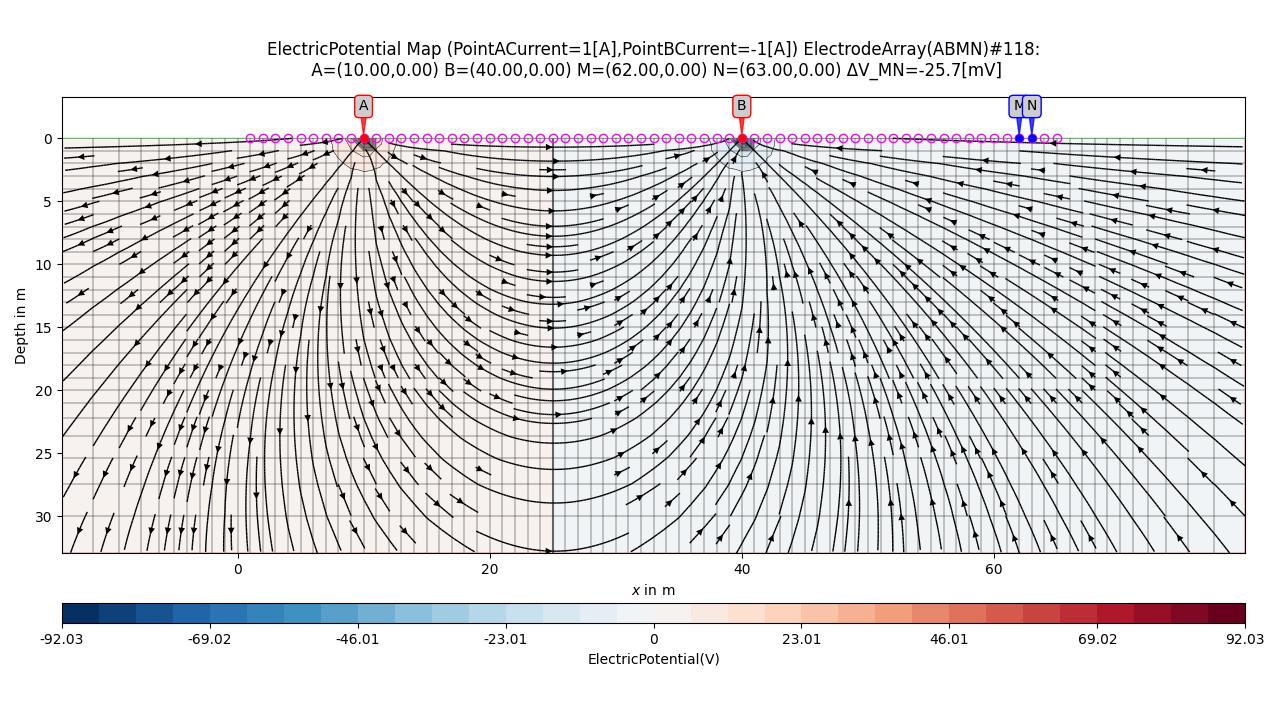 ElectricPotential Map (PointACurrent=1[A],PointBCurrent=-1[A]) ElectrodeArray(ABMN)#118:
A=(10.00,0.00) B=(40.00,0.00) M=(62.00,0.00) N=(63.00,0.00) ΔV_MN=-25.7[mV]
A B M N
0
5
10
15
20
25
30
Depth in m
0 20 40 60
x in m
-92.03 -69.02 -46.01 -23.01 0 23.01 46.01 69.02 92.03
ElectricPotential(V)